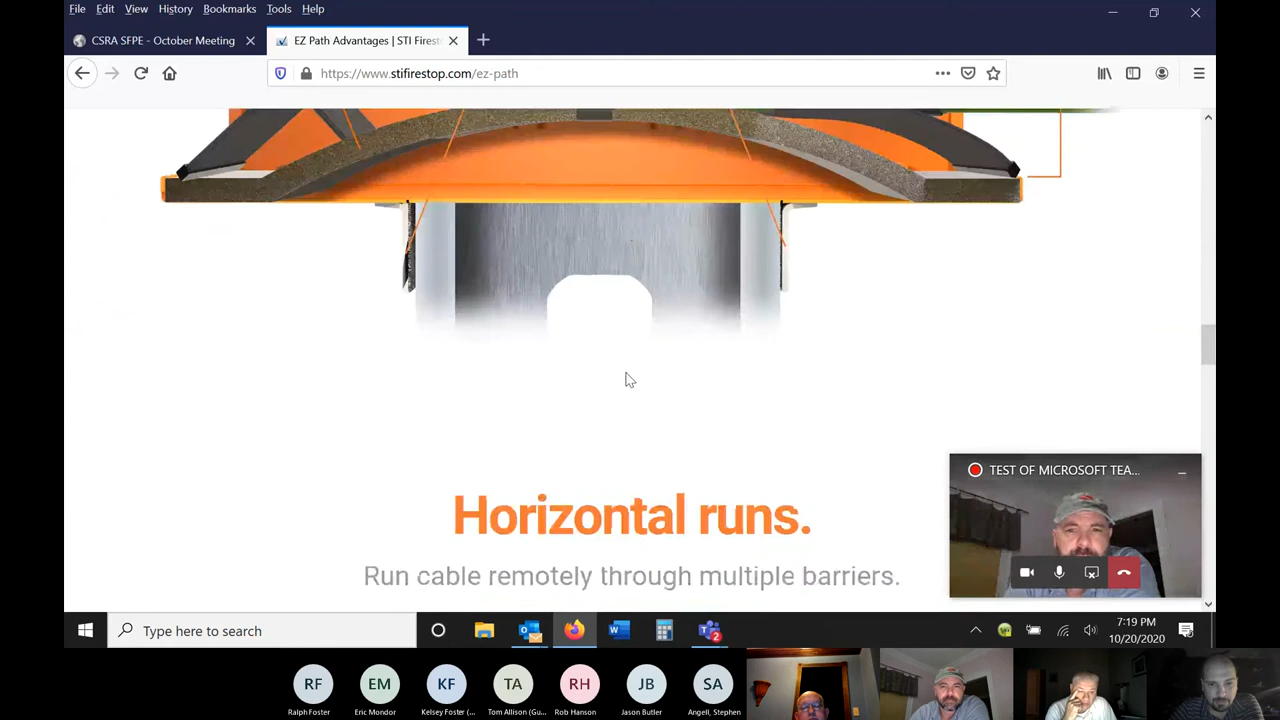 File Edit View History Bookmarks Tools Help
CSRA SFPE - October Meeting
EZ Path Advantages | STI Firest
https://www.stifirestop.com/ez-path
TEST OF MICROSOFT TEA...
Horizontal runs.
Run cable remotely through multiple barriers.
Type here to search
2
7:19 PM
10/20/2020
RF EM KF TA RH JB SA
Ralph Foster Eric Mondor Kelsey Foster (... Tom Allison (Gu... Rob Hanson Jason Butler Angell, Stephen